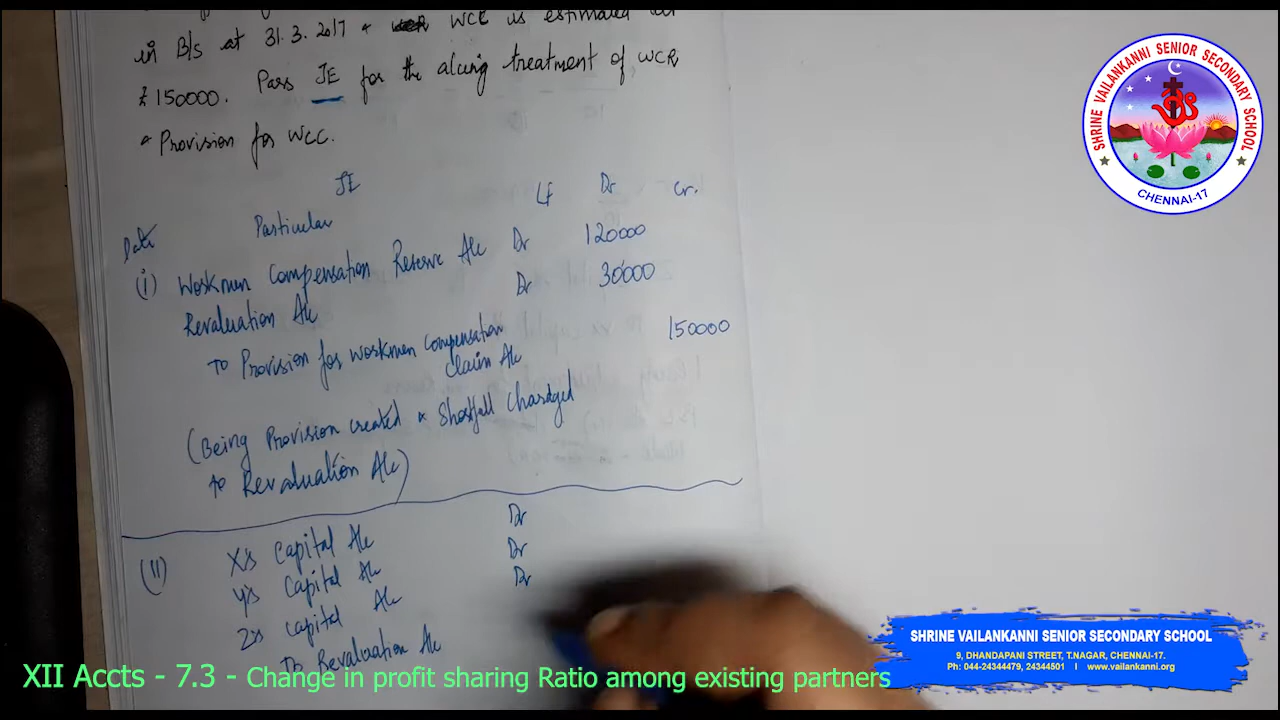 in B/s at 31.3.2017 & WCC is estimated at
₹150000. Pass JE for the acc.ing treatment of WCR
& Provision for WCC.
JE
Date Particular LF Dr Cr.
(i) Workmen Compensation Reserve A/c Dr 120000
Revaluation A/c Dr 30000
To Provision for Workmen Compensation
Claim A/c 150000
(Being Provision created & Shortfall Chardged
to Revaluation A/c)
(II) X's Capital A/c Dr
Y's Capital A/c Dr
Z's Capital A/c Dr
To Revaluation A/c
SHRINE VAILANKANNI SENIOR SECONDARY SCHOOL
CHENNAI-17
SHRINE VAILANKANNI SENIOR SECONDARY SCHOOL
9, DHANDAPANI STREET, T.NAGAR, CHENNAI-17.
Ph: 044-24344479, 24344501 I www.vailankanni.org
XII Accts - 7.3 - Change in profit sharing Ratio among existing partners